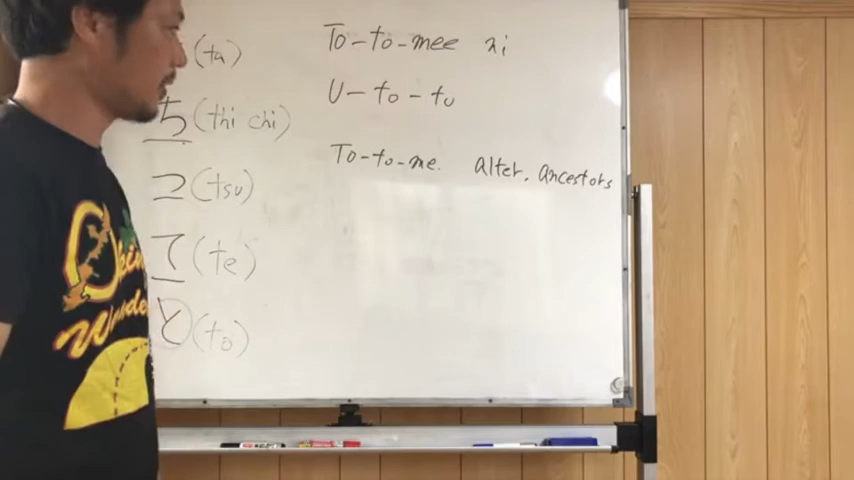 (ta) To-to-mee xi
ち (thi chi) U-to-tu
つ (tsu) To-to-me. alter. ancestors
て (te)
と (to)